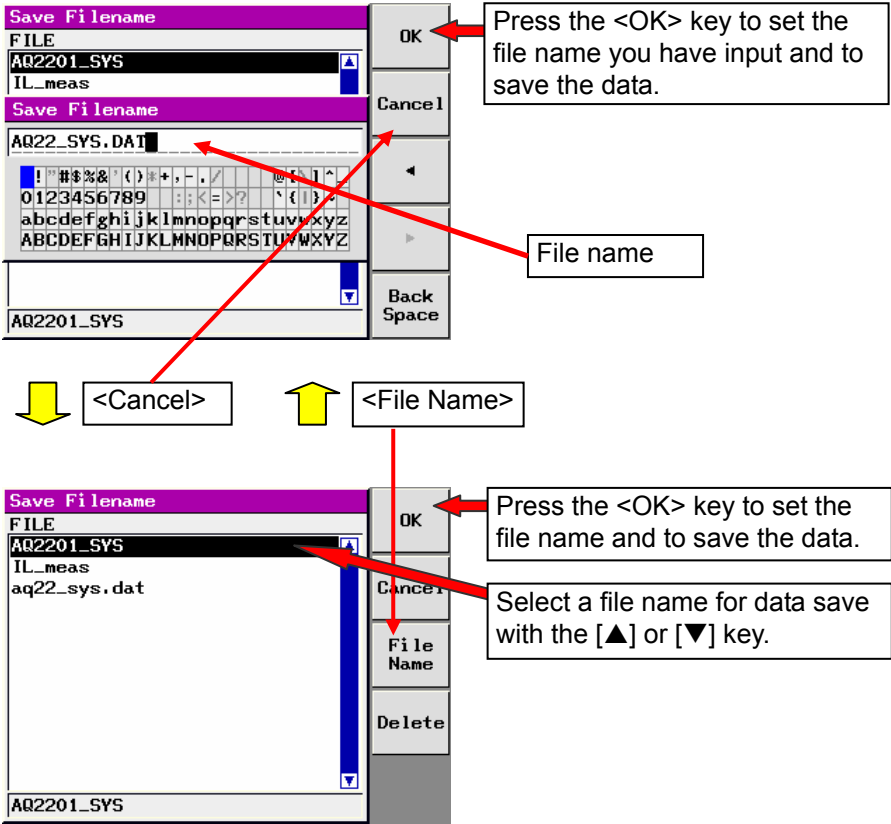 Save Filename
FILE
AQ2201_SYS
IL_meas
Save Filename
AQ22_SYS.DAT
!"#$%&'()*+,-./ @[\]^_
0123456789 :;<=>? `{|}~
abcdefghijklmnopqrstuvwxyz
ABCDEFGHIJKLMNOPQRSTUVWXYZ
AQ2201_SYS
OK
Cancel
◄
►
Back
Space
Press the <OK> key to set the
file name you have input and to
save the data.
File name
<Cancel>
<File Name>
Save Filename
FILE
AQ2201_SYS
IL_meas
aq22_sys.dat
AQ2201_SYS
OK
Cancel
File
Name
Delete
Press the <OK> key to set the
file name and to save the data.
Select a file name for data save
with the [▲] or [▼] key.